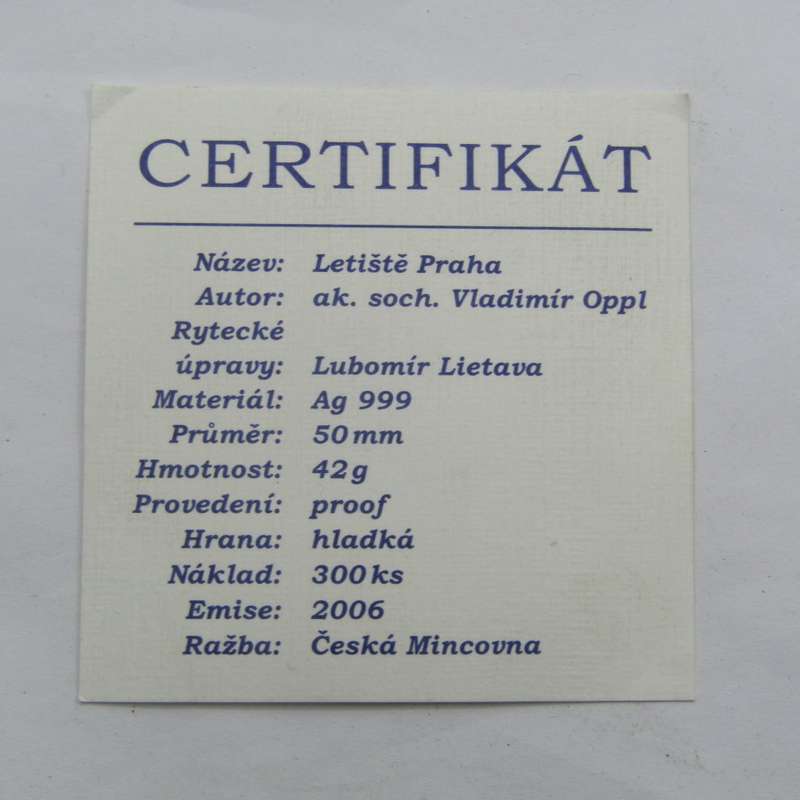 CERTIFIKÁT
Název: Letiště Praha
Autor: ak. soch. Vladimír Oppl
Rytecké
úpravy: Lubomír Lietava
Materiál: Ag 999
Průměr: 50 mm
Hmotnost: 42 g
Provedení: proof
Hrana: hladká
Náklad: 300 ks
Emise: 2006
Ražba: Česká Mincovna